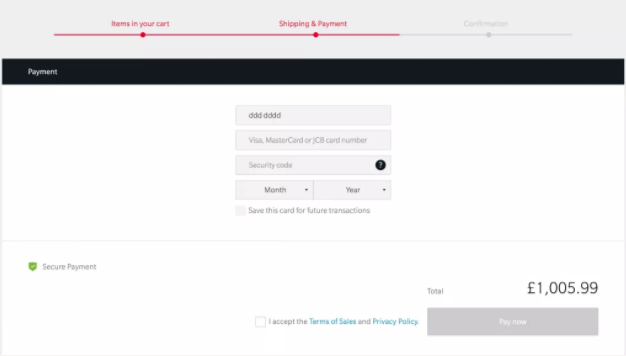 Items in your cart
Shipping & Payment
Confirmation
Payment
ddd dddd
Visa, MasterCard or JCB card number
Security code
?
Month
Year
Save this card for future transactions
Secure Payment
Total
£1,005.99
I accept the Terms of Sales and Privacy Policy.
Pay now